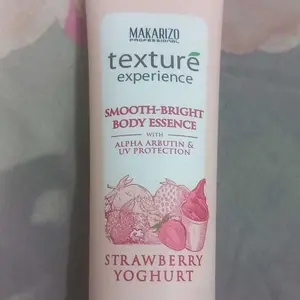 MAKARIZO
PROFESSIONAL
texture
experience
SMOOTH-BRIGHT
BODY ESSENCE
WITH
ALPHA ARBUTIN &
UV PROTECTION
STRAWBERRY
YOGHURT